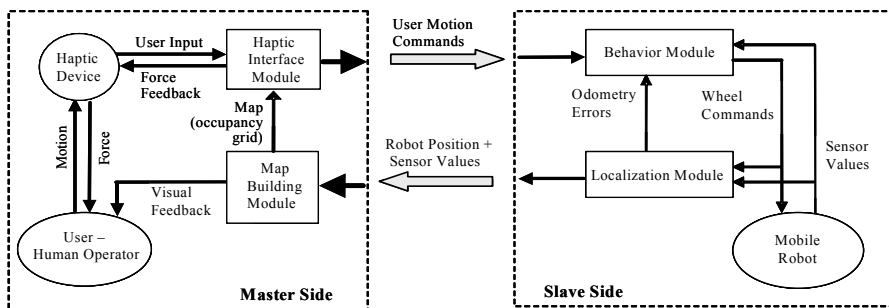 Haptic
Device
User Input
Force
Feedback
Haptic
Interface
Module
Map
(occupancy
grid)
Motion
Force
Visual
Feedback
Map
Building
Module
User –
Human Operator
Master Side
User Motion
Commands
Robot Position +
Sensor Values
Behavior Module
Odometry
Errors
Wheel
Commands
Sensor
Values
Localization Module
Mobile
Robot
Slave Side